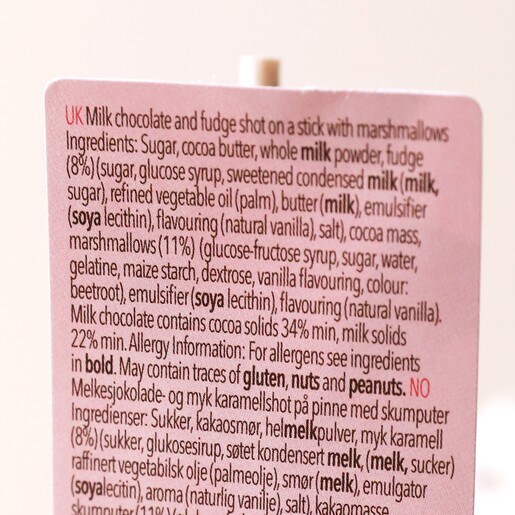 UK Milk chocolate and fudge shot on a stick with marshmallows
Ingredients: Sugar, cocoa butter, whole milk powder, fudge
(8%) (sugar, glucose syrup, sweetened condensed milk (milk,
sugar), refined vegetable oil (palm), butter (milk), emulsifier
(soya lecithin), flavouring (natural vanilla), salt), cocoa mass,
marshmallows (11%) (glucose-fructose syrup, sugar, water,
gelatine, maize starch, dextrose, vanilla flavouring, colour:
beetroot), emulsifier (soya lecithin), flavouring (natural vanilla).
Milk chocolate contains cocoa solids 34% min, milk solids
22% min. Allergy Information: For allergens see ingredients
in bold. May contain traces of gluten, nuts and peanuts. NO
Melkesjokolade- og myk karamellshot på pinne med skumputer
Ingredienser: Sukker, kakaosmør, helmelkpulver, myk karamell
(8%) (sukker, glukosesirup, søtet kondensert melk, (melk, sucker)
raffinert vegetabilsk olje (palmeolje), smør (melk), emulgator
(soyalecitin), aroma (naturlig vanilje), salt), kakaomasse
skumputer (11%